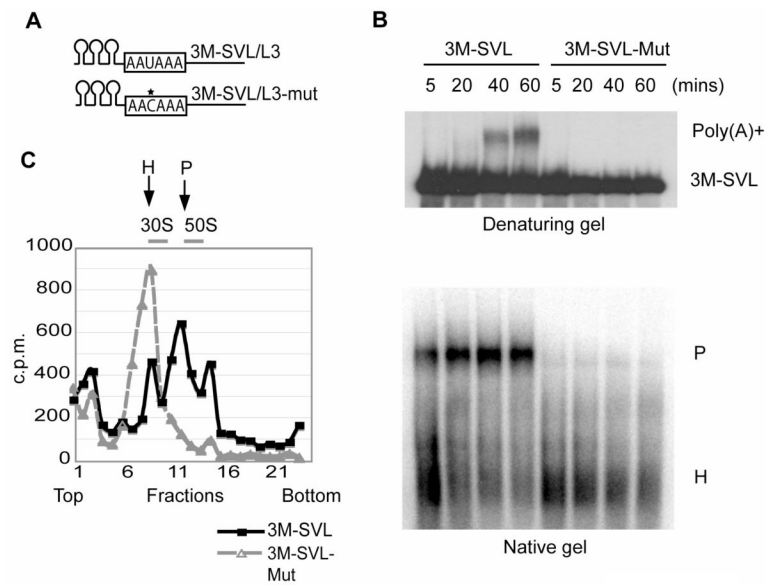 A
3M-SVL/L3
AAUAAA
3M-SVL/L3-mut
★
AACAAA
B
3M-SVL 3M-SVL-Mut
5 20 40 60 5 20 40 60 (mins)
Poly(A)+
3M-SVL
Denaturing gel
P
H
Native gel
C
H P
30S 50S
1000
800
600
400
200
0
c.p.m.
1 6 11 16 21
Top Fractions Bottom
3M-SVL
3M-SVL-
Mut